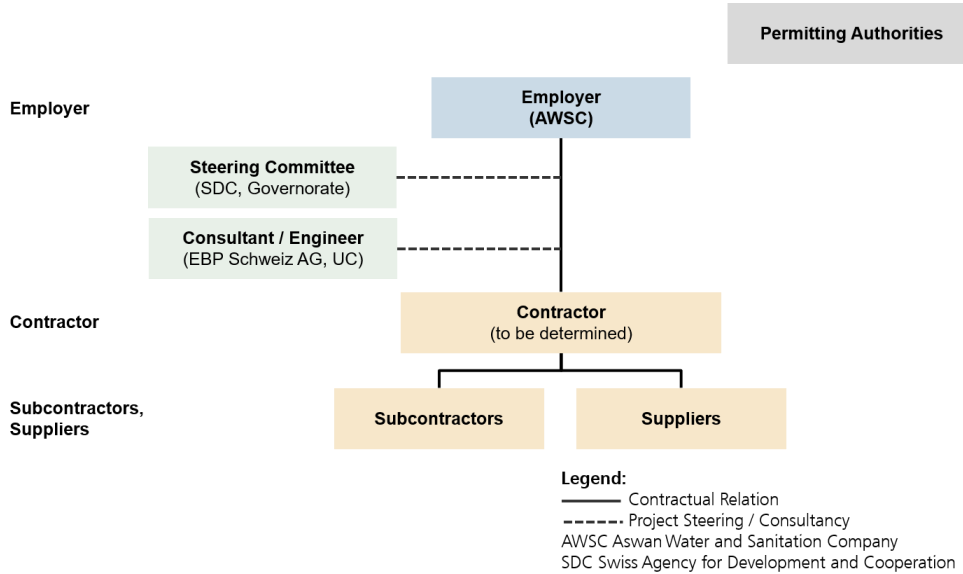 Permitting Authorities
Employer
Employer
(AWSC)
Steering Committee
(SDC, Governorate)
Consultant / Engineer
(EBP Schweiz AG, UC)
Contractor
Contractor
(to be determined)
Subcontractors,
Suppliers
Subcontractors
Suppliers
Legend:
Contractual Relation
Project Steering / Consultancy
AWSC Aswan Water and Sanitation Company
SDC Swiss Agency for Development and Cooperation